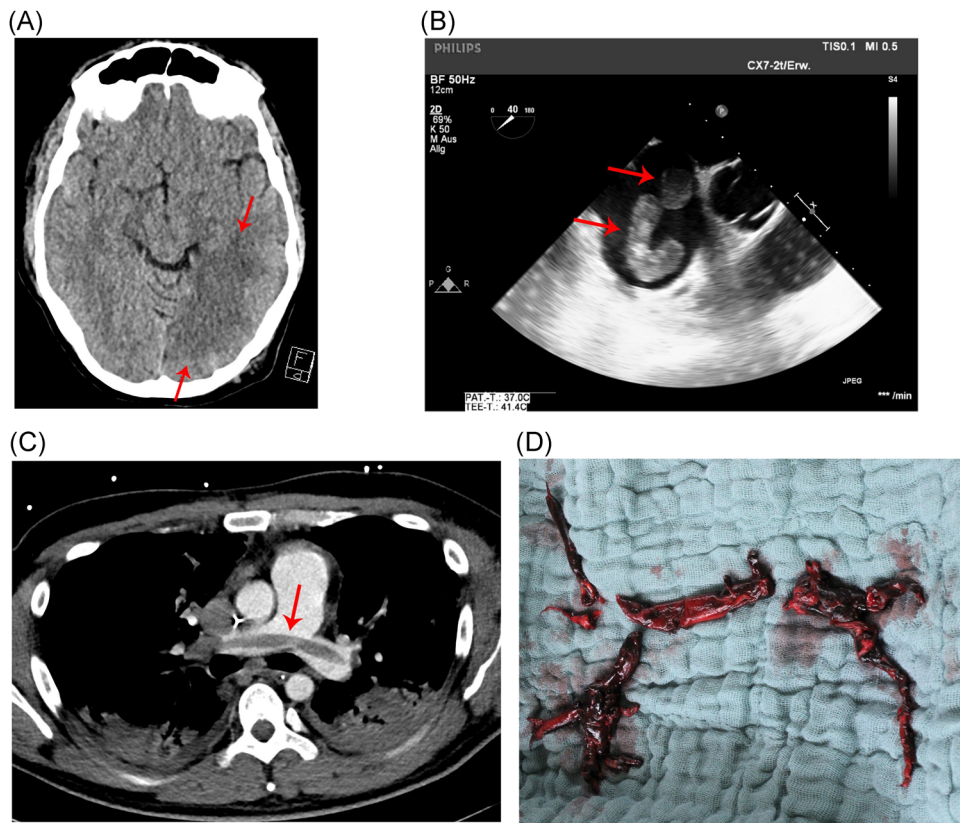 (A)
(B)
PHILIPS
TIS0.1 MI 0.5
CX7-2t/Erw.
BF 50Hz
12cm
2D
69%
K 50
M Aus
Allg
0 40 180
P
S4
G
P R
PAT.-T.: 37.0C
TEE-T.: 41.4C
JPEG
*** /min
F
(C)
(D)